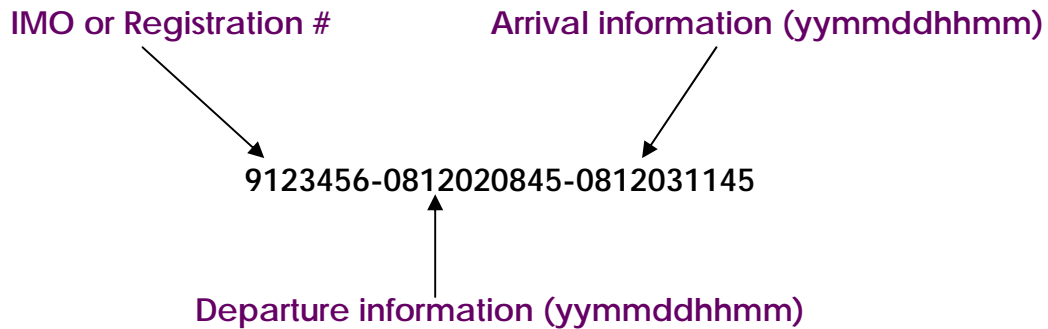 IMO or Registration #
Arrival information (yymmddhhmm)
9123456-0812020845-0812031145
Departure information (yymmddhhmm)